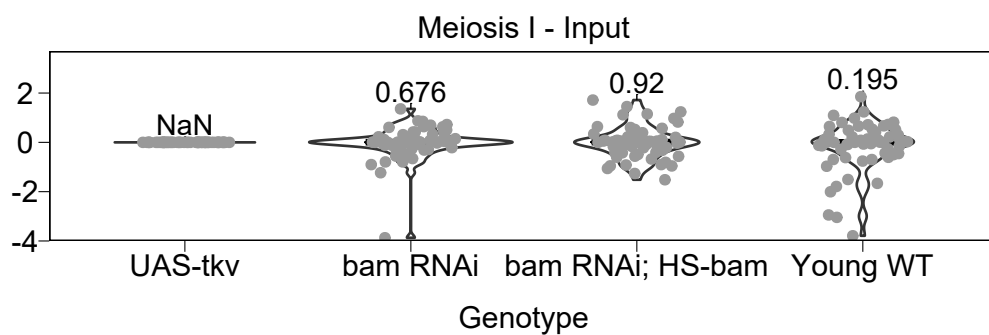 Meiosis I - Input
2
0
-2
-4
NaN
0.676
0.92
0.195
UAS-tkv
bam RNAi
bam RNAi; HS-bam
Young WT
Genotype